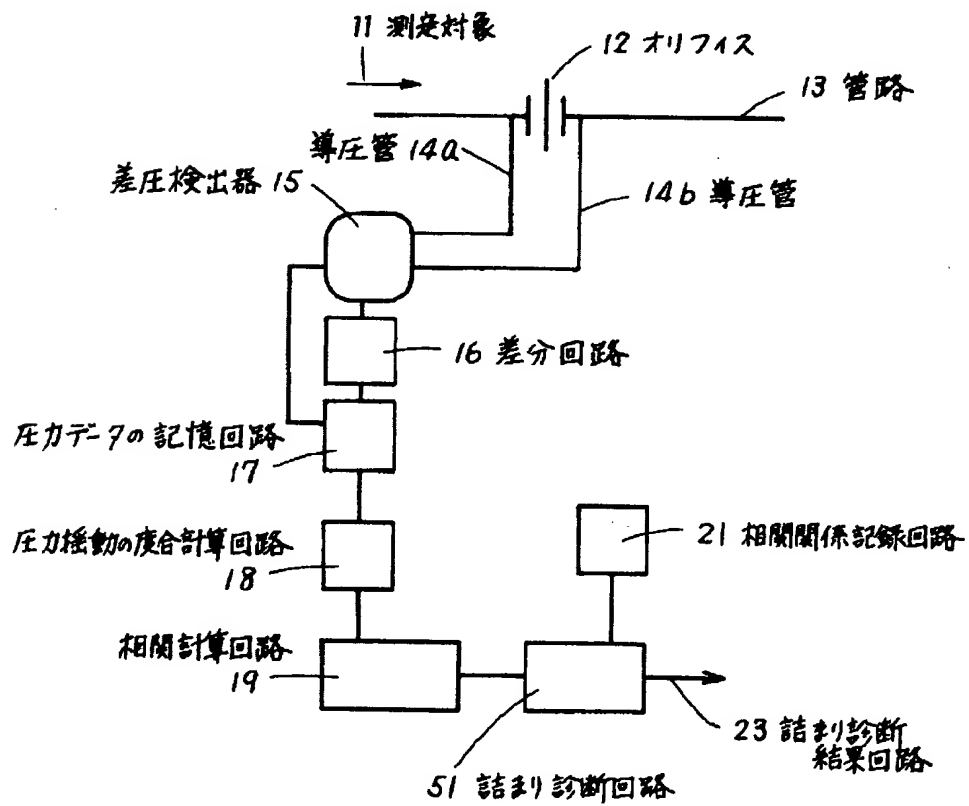 11 測定対象
12 オリフィス
13 管路
導圧管 14a
差圧検出器 15
14b 導圧管
16 差分回路
圧力データの記憶回路
17
圧力揺動の度合計算回路
18
21 相関関係記録回路
相関計算回路
19
23 詰まり診断
結果回路
51 詰まり診断回路